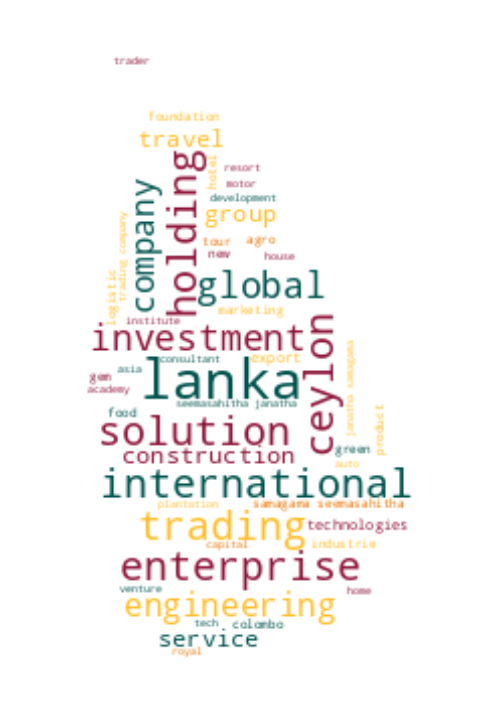 trader
foundation
travel
holding
hotel
resort
motor
company
development
group
trading company
tour
agro
new
house
logistic
global
marketing
institute
investment
ceylon
consultant
export
janatha samagama
asia
gem
lanka
academy
seemasahitha janatha
food
product
solution
green
construction
auto
international
plantation
samagama seemasahitha
trading
technologies
capital
industrie
enterprise
venture
home
engineering
tech
colombo
service
royal